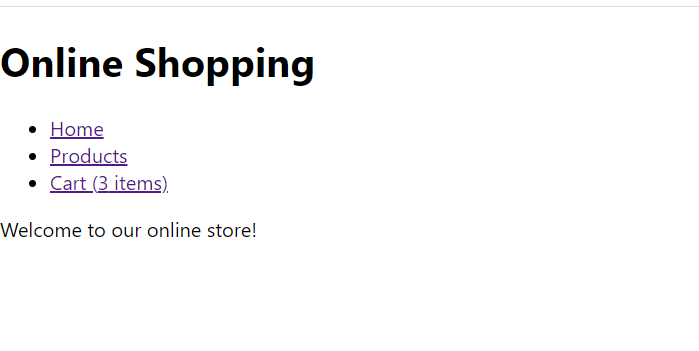 Online Shopping
Home
Products
Cart (3 items)
Welcome to our online store!